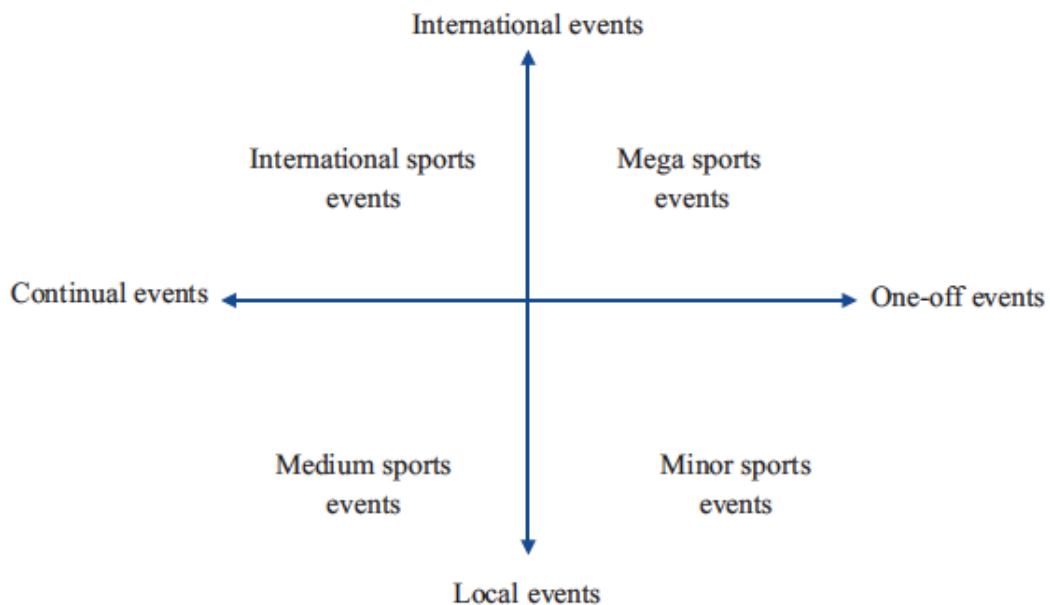 International events
International sports
events
Mega sports
events
Continual events
One-off events
Medium sports
events
Minor sports
events
Local events